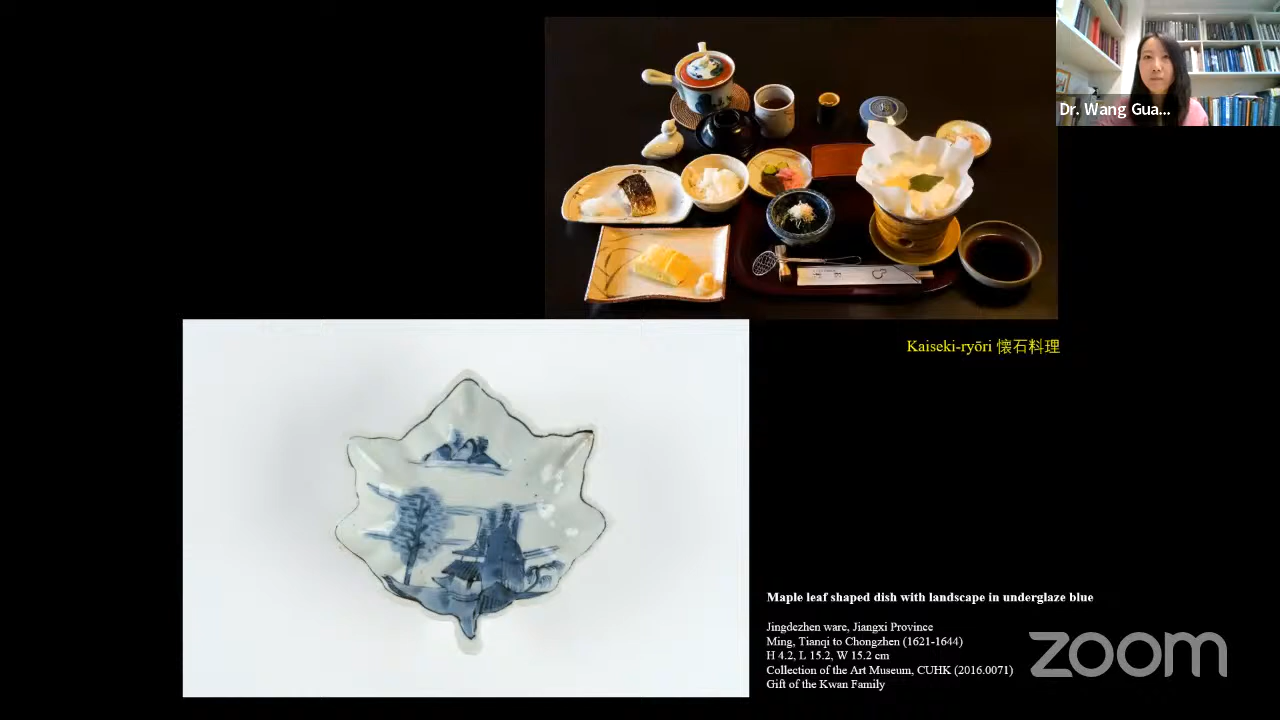 Dr. Wang Gua...
Kaiseki-ryōri 懐石料理
Maple leaf shaped dish with landscape in underglaze blue
Jingdezhen ware, Jiangxi Province
Ming, Tianqi to Chongzhen (1621-1644)
H 4.2, L 15.2, W 15.2 cm
Collection of the Art Museum, CUHK (2016.0071)
Gift of the Kwan Family
zoom